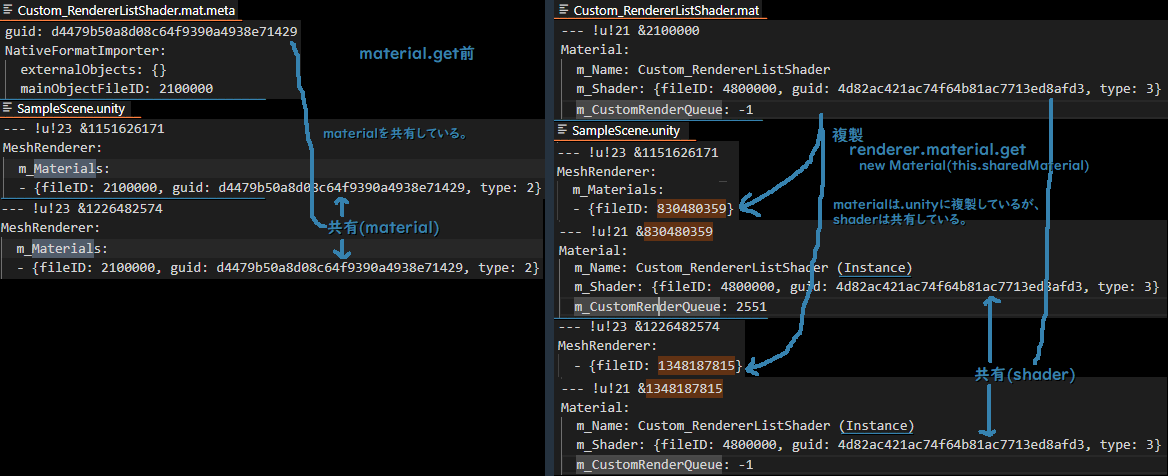 Custom_RendererListShader.mat.meta
guid: d4479b50a8d08c64f9390a4938e71429
NativeFormatImporter:
externalObjects: {}
mainObjectFileID: 2100000
material.get前
SampleScene.unity
--- !u!23 &1151626171
MeshRenderer:
m_Materials:
- {fileID: 2100000, guid: d4479b50a8d08c64f9390a4938e71429, type: 2}
materialを共有している。
--- !u!23 &1226482574
MeshRenderer:
共有(material)
m_Materials:
- {fileID: 2100000, guid: d4479b50a8d08c64f9390a4938e71429, type: 2}
Custom_RendererListShader.mat
--- !u!21 &2100000
Material:
m_Name: Custom_RendererListShader
m_Shader: {fileID: 4800000, guid: 4d82ac421ac74f64b81ac7713ed8afd3, type: 3}
m_CustomRenderQueue: -1
SampleScene.unity
複製
renderer.material.get
new Material(this.sharedMaterial)
--- !u!23 &1151626171
MeshRenderer:
m_Materials:
- {fileID: 830480359}
materialは.unityに複製しているが、
shaderは共有している。
--- !u!21 &830480359
Material:
m_Name: Custom_RendererListShader (Instance)
m_Shader: {fileID: 4800000, guid: 4d82ac421ac74f64b81ac7713ed8afd3, type: 3}
m_CustomRenderQueue: 2551
--- !u!23 &1226482574
MeshRenderer:
- {fileID: 1348187815}
共有(shader)
--- !u!21 &1348187815
Material:
m_Name: Custom_RendererListShader (Instance)
m_Shader: {fileID: 4800000, guid: 4d82ac421ac74f64b81ac7713ed8afd3, type: 3}
m_CustomRenderQueue: -1